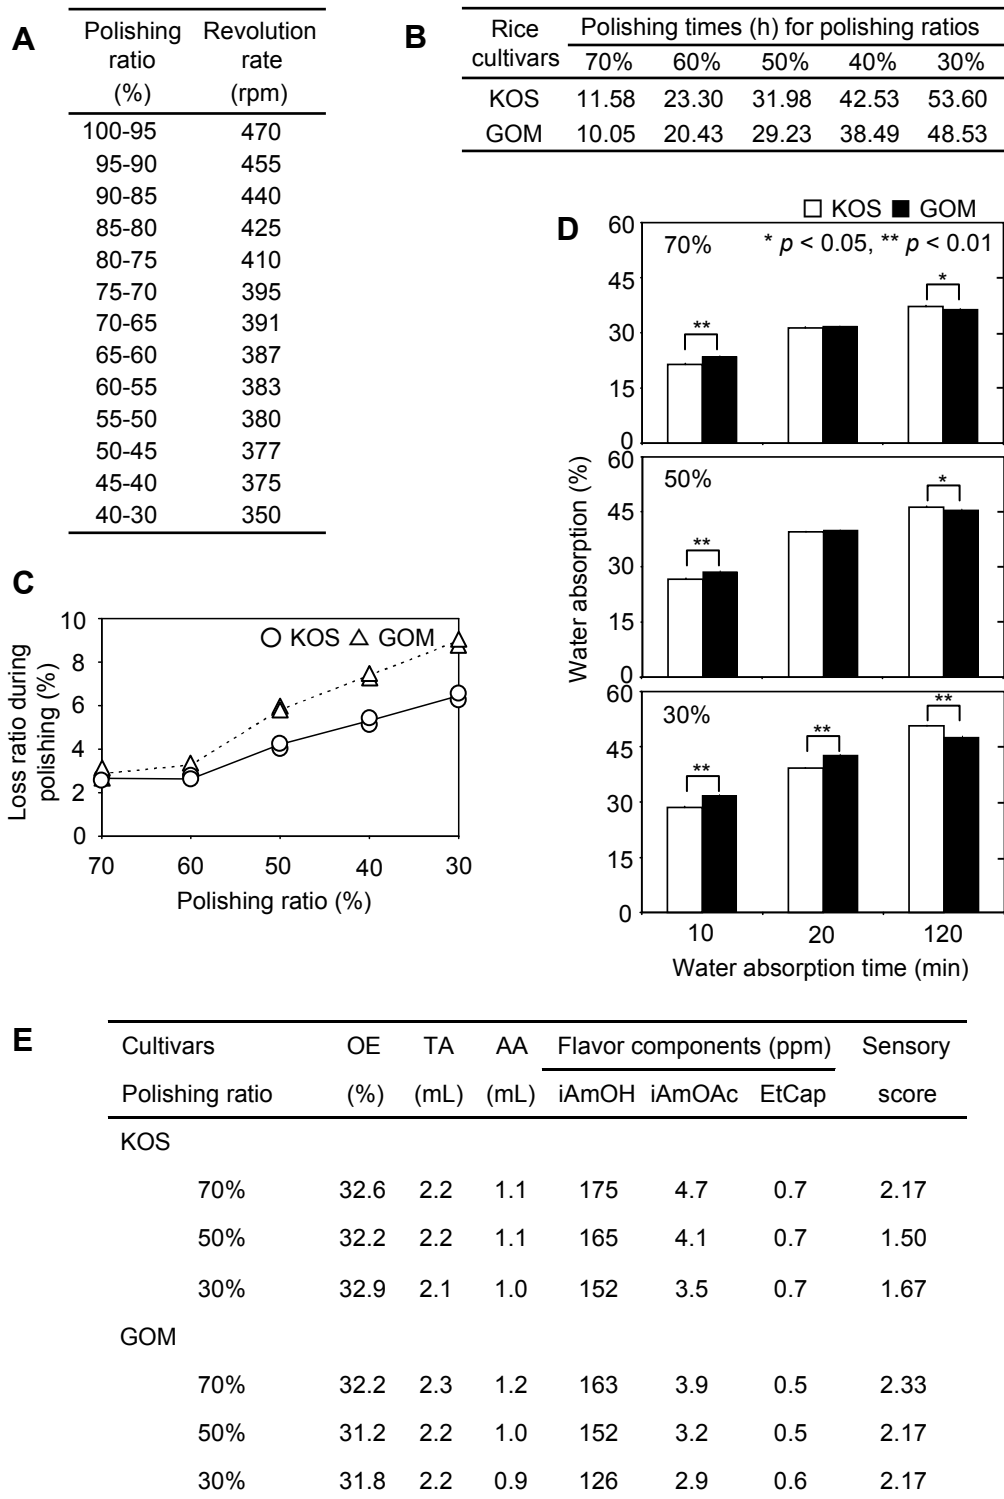 A
Polishing Revolution
ratio rate
(%) (rpm)
100-95 470
95-90 455
90-85 440
85-80 425
80-75 410
75-70 395
70-65 391
65-60 387
60-55 383
55-50 380
50-45 377
45-40 375
40-30 350
B
Rice cultivars Polishing times (h) for polishing ratios
70% 60% 50% 40% 30%
KOS 11.58 23.30 31.98 42.53 53.60
GOM 10.05 20.43 29.23 38.49 48.53
C
Loss ratio during
polishing (%)
10
8
6
4
2
0
KOS GOM
70 60 50 40 30
Polishing ratio (%)
D
KOS GOM
* p < 0.05, ** p < 0.01
Water absorption (%)
70%
60
45
30
15
0
**
*
50%
60
45
30
15
0
**
*
30%
60
45
30
15
0
**
**
**
10 20 120
Water absorption time (min)
E
Cultivars OE TA AA Flavor components (ppm) Sensory
Polishing ratio (%) (mL) (mL) iAmOH iAmOAc EtCap score
KOS
70% 32.6 2.2 1.1 175 4.7 0.7 2.17
50% 32.2 2.2 1.1 165 4.1 0.7 1.50
30% 32.9 2.1 1.0 152 3.5 0.7 1.67
GOM
70% 32.2 2.3 1.2 163 3.9 0.5 2.33
50% 31.2 2.2 1.0 152 3.2 0.5 2.17
30% 31.8 2.2 0.9 126 2.9 0.6 2.17